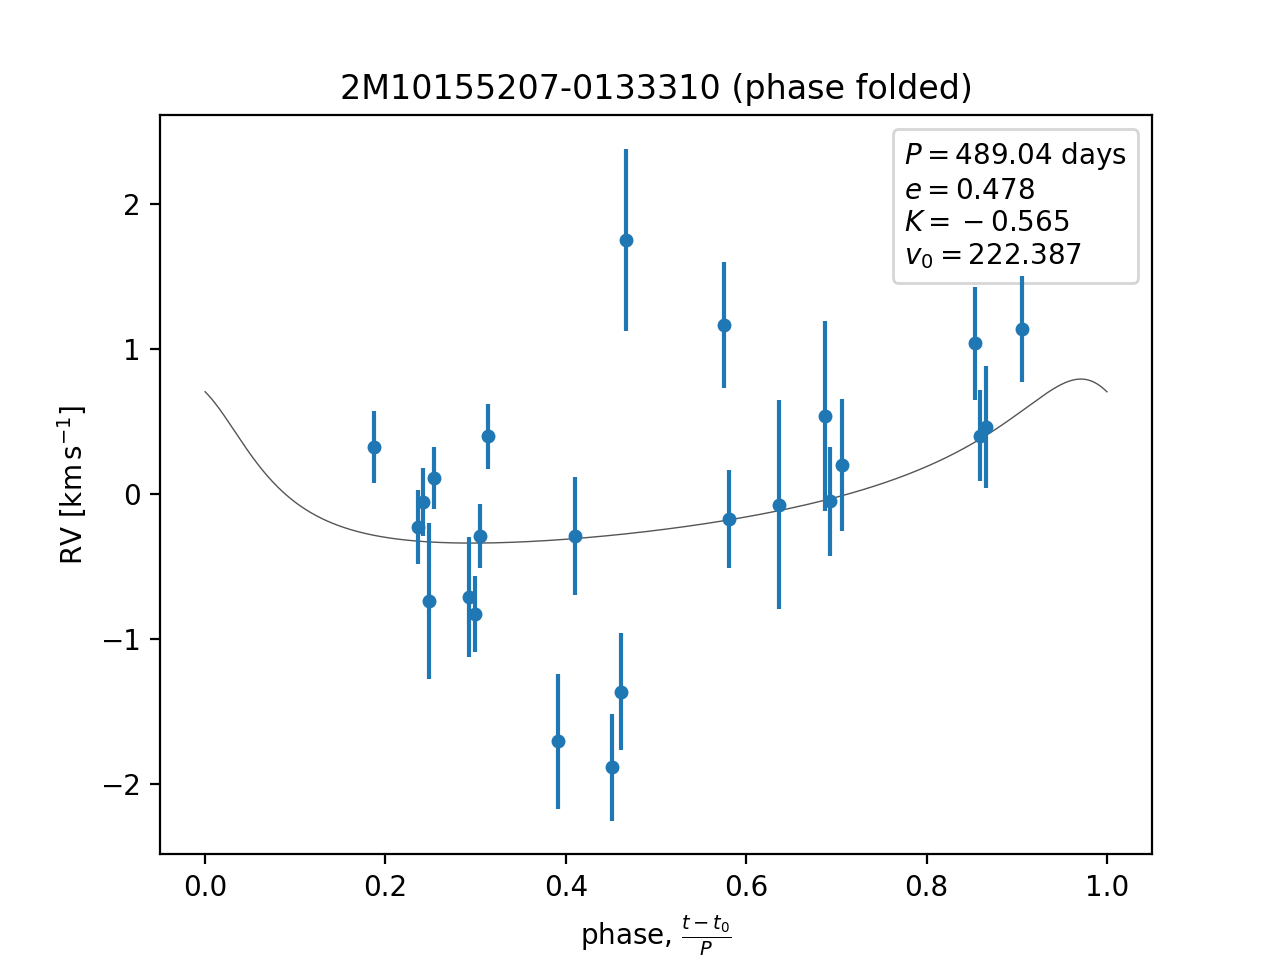 2M10155207-0133310 (phase folded)
P = 489.04 days
e = 0.478
K = −0.565
v₀ = 222.387
RV [km s⁻¹]
2
1
0
−1
−2
0.0 0.2 0.4 0.6 0.8 1.0
phase, (t − t₀)/P